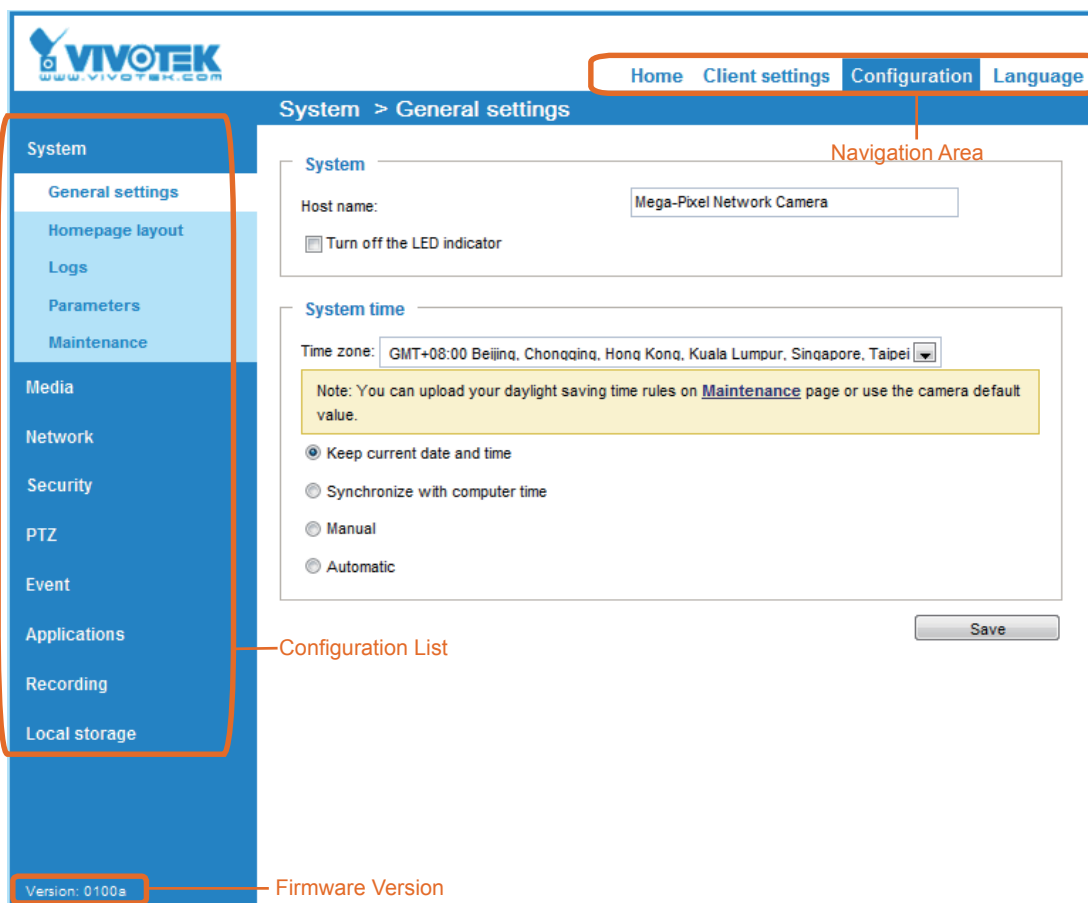 VIVOTEK
www.vivotek.com
Home Client settings Configuration Language
System > General settings
Navigation Area
System
General settings
Homepage layout
Logs
Parameters
Maintenance
Media
Network
Security
PTZ
Event
Applications
Recording
Local storage
Configuration List
Version: 0100a
Firmware Version
System
Host name: Mega-Pixel Network Camera
Turn off the LED indicator
System time
Time zone: GMT+08:00 Beijing, Chongqing, Hong Kong, Kuala Lumpur, Singapore, Taipei
Note: You can upload your daylight saving time rules on Maintenance page or use the camera default
value.
Keep current date and time
Synchronize with computer time
Manual
Automatic
Save